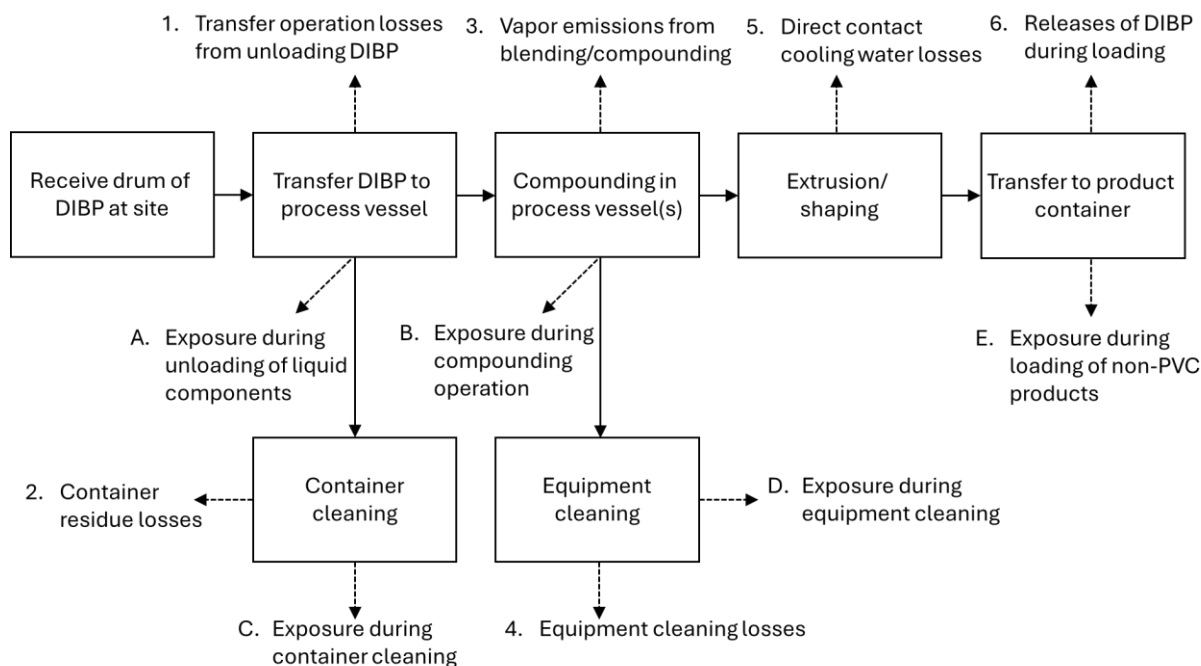 1. Transfer operation losses
from unloading DIBP
3. Vapor emissions from
blending/compounding
5. Direct contact
cooling water losses
6. Releases of DIBP
during loading
Receive drum of
DIBP at site
Transfer DIBP to
process vessel
Compounding in
process vessel(s)
Extrusion/
shaping
Transfer to product
container
A. Exposure during
unloading of liquid
components
B. Exposure during
compounding
operation
E. Exposure during
loading of non-PVC
products
2. Container
residue losses
Container
cleaning
Equipment
cleaning
D. Exposure during
equipment cleaning
C. Exposure during
container cleaning
4. Equipment cleaning losses